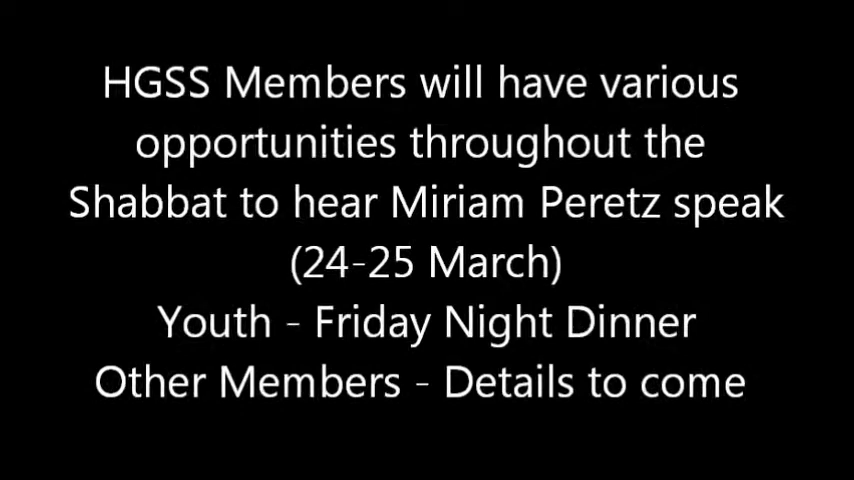 HGSS Members will have various
opportunities throughout the
Shabbat to hear Miriam Peretz speak
(24-25 March)
Youth - Friday Night Dinner
Other Members - Details to come